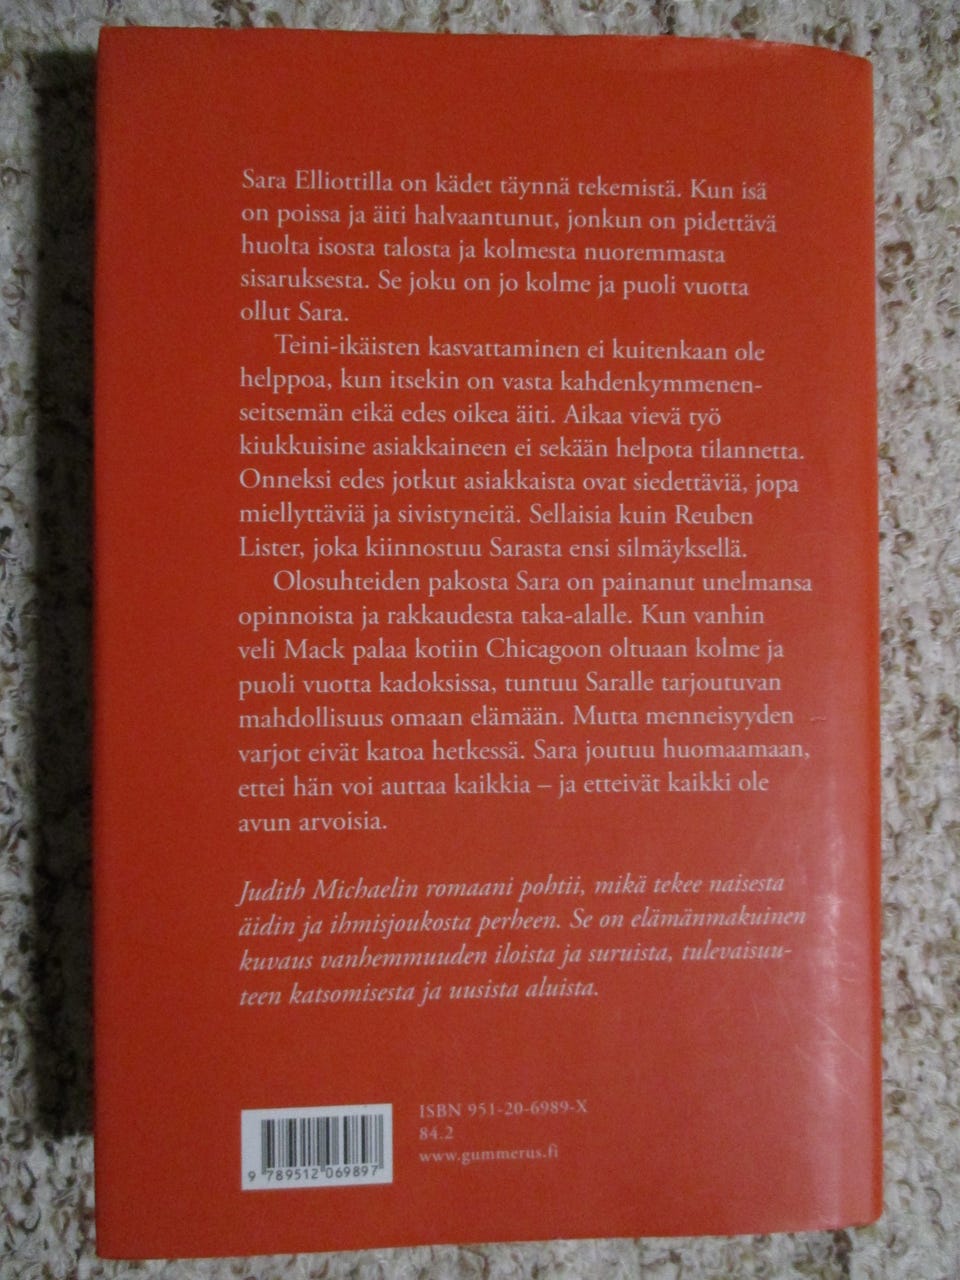 Sara Elliottilla on kädet täynnä tekemistä. Kun isä
on poissa ja äiti halvaantunut, jonkun on pidettävä
huolta isosta talosta ja kolmesta nuoremmasta
sisaruksesta. Se joku on jo kolme ja puoli vuotta
ollut Sara.
Teini-ikäisten kasvattaminen ei kuitenkaan ole
helppoa, kun itsekin on vasta kahdenkymmenen-
seitsemän eikä edes oikea äiti. Aikaa vievä työ
kiukkuisine asiakkaineen ei sekään helpota tilannetta.
Onneksi edes jotkut asiakkaista ovat siedettäviä, jopa
miellyttäviä ja sivistyneitä. Sellaisia kuin Reuben
Lister, joka kiinnostuu Sarasta ensi silmäyksellä.
Olosuhteiden pakosta Sara on painanut unelmansa
opinnoista ja rakkaudesta taka-alalle. Kun vanhin
veli Mack palaa kotiin Chicagoon oltuaan kolme ja
puoli vuotta kadoksissa, tuntuu Saralle tarjoutuvan
mahdollisuus omaan elämään. Mutta menneisyyden
varjot eivät katoa hetkessä. Sara joutuu huomaamaan,
ettei hän voi auttaa kaikkia – ja etteivät kaikki ole
avun arvoisia.
Judith Michaelin romaani pohtii, mikä tekee naisesta
äidin ja ihmisjoukosta perheen. Se on elämänmakuinen
kuvaus vanhemmuuden iloista ja suruista, tulevaisuu-
teen katsomisesta ja uusista aluista.
ISBN 951-20-6989-X
84.2
www.gummerus.fi
9 789512 069897